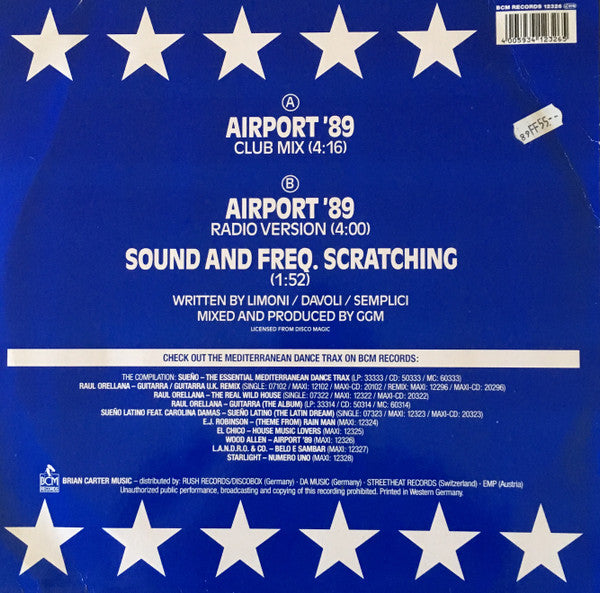 BCM RECORDS 12326
4 005934 123265
89FF55.--
A
AIRPORT '89
CLUB MIX (4:16)
B
AIRPORT '89
RADIO VERSION (4:00)
SOUND AND FREQ. SCRATCHING
(1:52)
WRITTEN BY LIMONI / DAVOLI / SEMPLICI
MIXED AND PRODUCED BY GGM
LICENSED FROM DISCO MAGIC
CHECK OUT THE MEDITERRANEAN DANCE TRAX ON BCM RECORDS:
THE COMPILATION: SUEÑO – THE ESSENTIAL MEDITERRANEAN DANCE TRAX (LP: 33333 / CD: 50333 / MC: 60333)
RAUL ORELLANA – GUITARRA / GUITARRA U.K. REMIX (SINGLE: 07102 / MAXI: 12102 / MAXI-CD: 20102 / REMIX: MAXI: 12296 / MAXI-CD: 20296)
RAUL ORELLANA – THE REAL WILD HOUSE (SINGLE: 07322 / MAXI: 12322 / MAXI-CD: 20322)
RAUL ORELLANA – GUITARRA (THE ALBUM) (LP: 33314 / CD: 50314 / MC: 60314)
SUEÑO LATINO FEAT. CAROLINA DAMAS – SUEÑO LATINO (THE LATIN DREAM) (SINGLE: 07323 / MAXI: 12323 / MAXI-CD: 20323)
E.J. ROBINSON – (THEME FROM) RAIN MAN (MAXI: 12324)
EL CHICO – HOUSE MUSIC LOVERS (MAXI: 12325)
WOOD ALLEN – AIRPORT '89 (MAXI: 12326)
L.A.N.D.R.O. & CO. – BELO E SAMBAR (MAXI: 12327)
STARLIGHT – NUMERO UNO (MAXI: 12328)
BCM RECORDS
BRIAN CARTER MUSIC – distributed by: RUSH RECORDS/DISCOBOX (Germany) · DA MUSIC (Germany) · STREETHEAT RECORDS (Switzerland) · EMP (Austria)
Unauthorized public performance, broadcasting and copying of this recording prohibited. Printed in Western Germany.